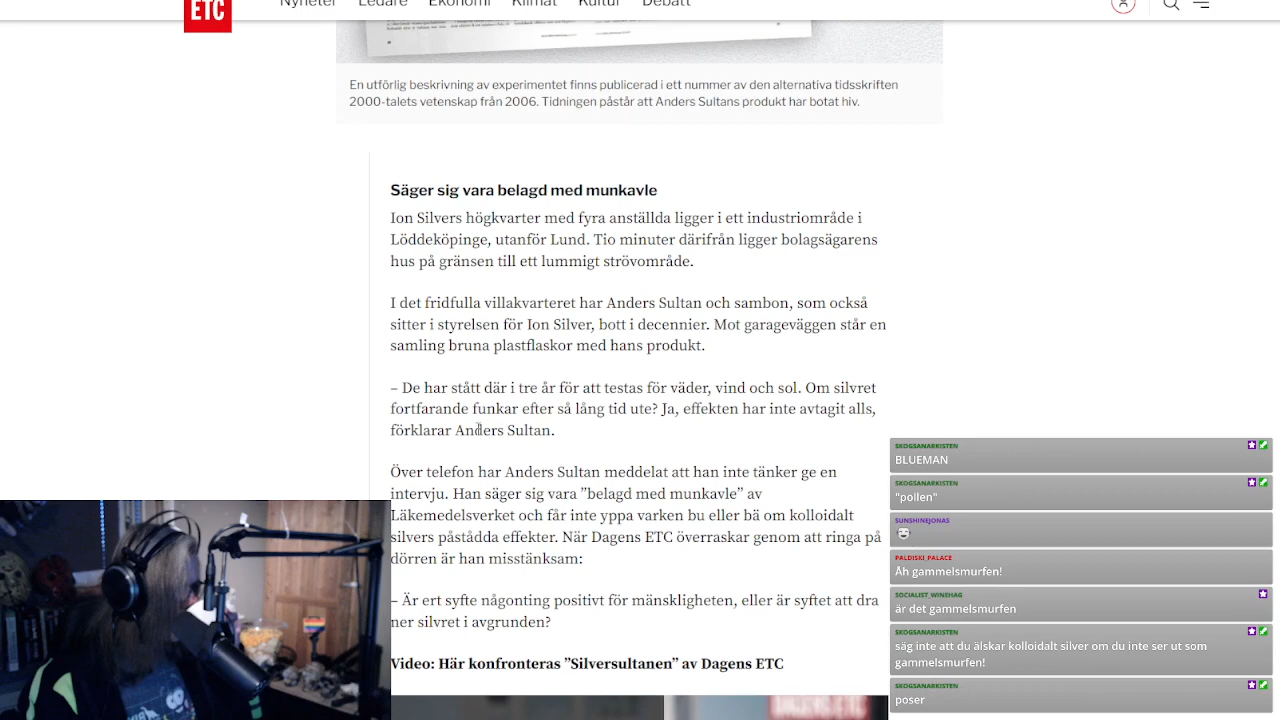 ETC
Nyheter Ledare Ekonomi Klimat Kultur Debatt
En utförlig beskrivning av experimentet finns publicerad i ett nummer av den alternativa tidsskriften
2000-talets vetenskap från 2006. Tidningen påstår att Anders Sultans produkt har botat hiv.
Säger sig vara belagd med munkavle
Ion Silvers högkvarter med fyra anställda ligger i ett industriområde i
Löddeköpinge, utanför Lund. Tio minuter därifrån ligger bolagsägarens
hus på gränsen till ett lummigt strövområde.
I det fridfulla villakvarteret har Anders Sultan och sambon, som också
sitter i styrelsen för Ion Silver, bott i decennier. Mot garageväggen står en
samling bruna plastflaskor med hans produkt.
– De har stått där i tre år för att testas för väder, vind och sol. Om silvret
fortfarande funkar efter så lång tid ute? Ja, effekten har inte avtagit alls,
förklarar Anders Sultan.
Över telefon har Anders Sultan meddelat att han inte tänker ge en
intervju. Han säger sig vara ”belagd med munkavle” av
Läkemedelsverket och får inte yppa varken bu eller bä om kolloidalt
silvers påstådda effekter. När Dagens ETC överraskar genom att ringa på
dörren är han misstänksam:
– Är ert syfte någonting positivt för mänskligheten, eller är syftet att dra
ner silvret i avgrunden?
Video: Här konfronteras ”Silversultanen” av Dagens ETC
SKOGSANARKISTEN
BLUEMAN
SKOGSANARKISTEN
"pollen"
SUNSHINEJONAS
PALDISKI_PALACE
Åh gammelsmurfen!
SOCIALIST_WINEHAG
är det gammelsmurfen
SKOGSANARKISTEN
säg inte att du älskar kolloidalt silver om du inte ser ut som
gammelsmurfen!
SKOGSANARKISTEN
poser